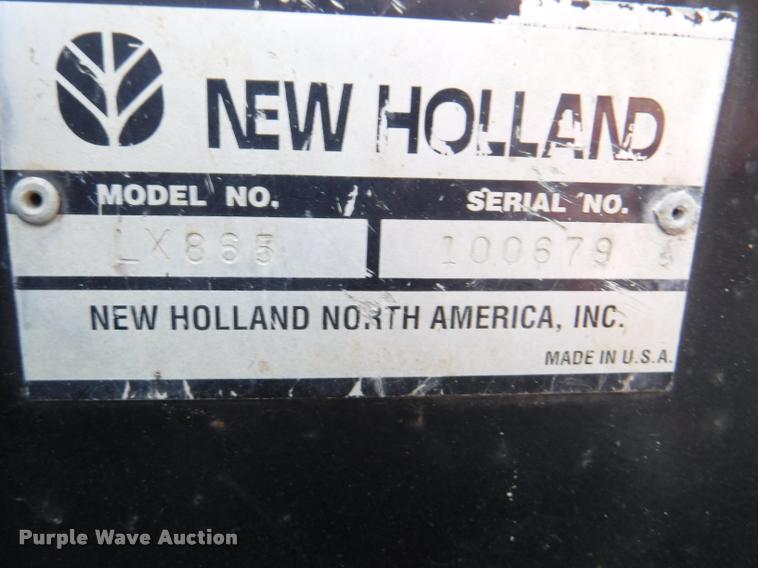 NEW HOLLAND
MODEL NO. SERIAL NO.
LX865 100679
NEW HOLLAND NORTH AMERICA, INC.
MADE IN U.S.A.
Purple Wave Auction